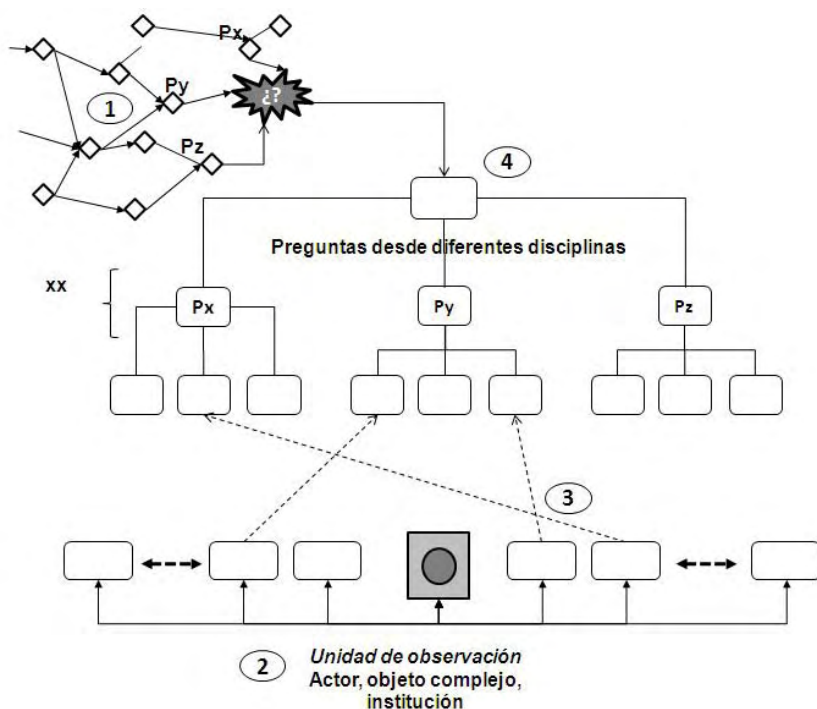 Px
Py
¿?
1
Pz
4
Preguntas desde diferentes disciplinas
xx
Px
Py
Pz
3
2
Unidad de observación
Actor, objeto complejo,
institución